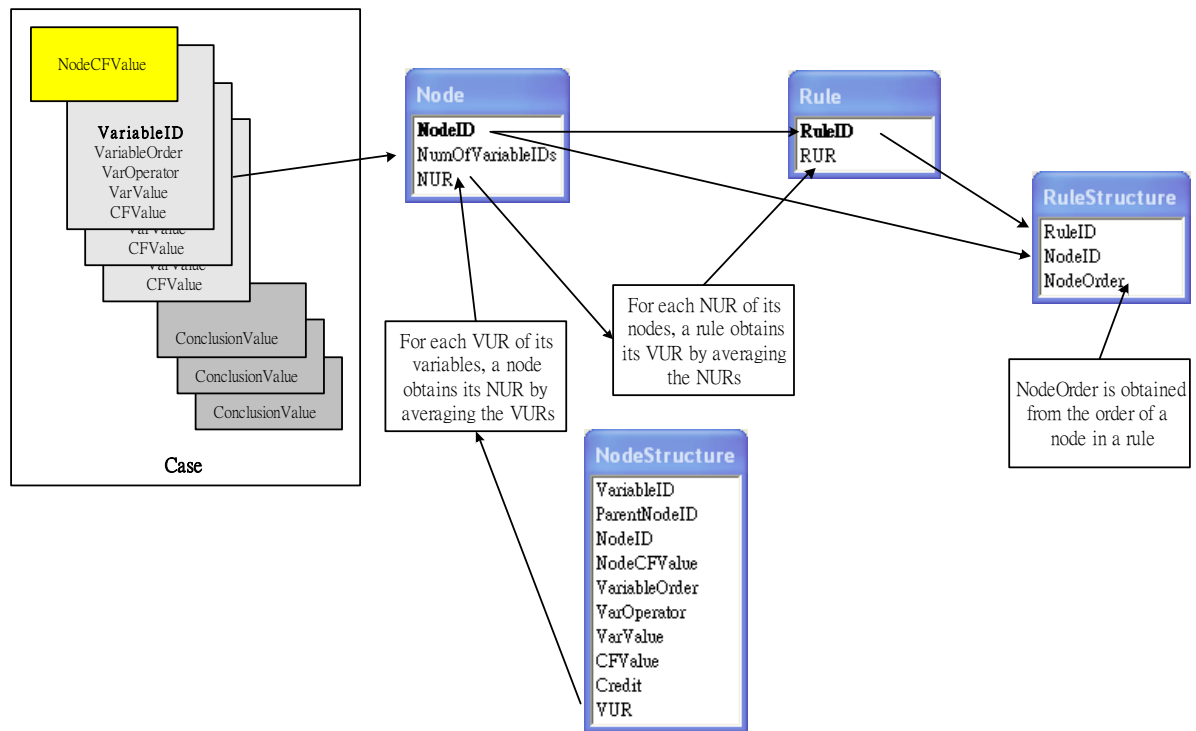 NodeCFValue
VariableID
VariableOrder
VarOperator
VarValue
CFValue
VarValue
CFValue
VarValue
CFValue
ConclusionValue
ConclusionValue
ConclusionValue
Case
Node
NodeID
NumOfVariableIDs
NUR
Rule
RuleID
RUR
RuleStructure
RuleID
NodeID
NodeOrder
For each VUR of its
variables, a node
obtains its NUR by
averaging the VURs
For each NUR of its
nodes, a rule obtains
its VUR by averaging
the NURs
NodeOrder is obtained
from the order of a
node in a rule
NodeStructure
VariableID
ParentNodeID
NodeID
NodeCFValue
VariableOrder
VarOperator
VarValue
CFValue
Credit
VUR